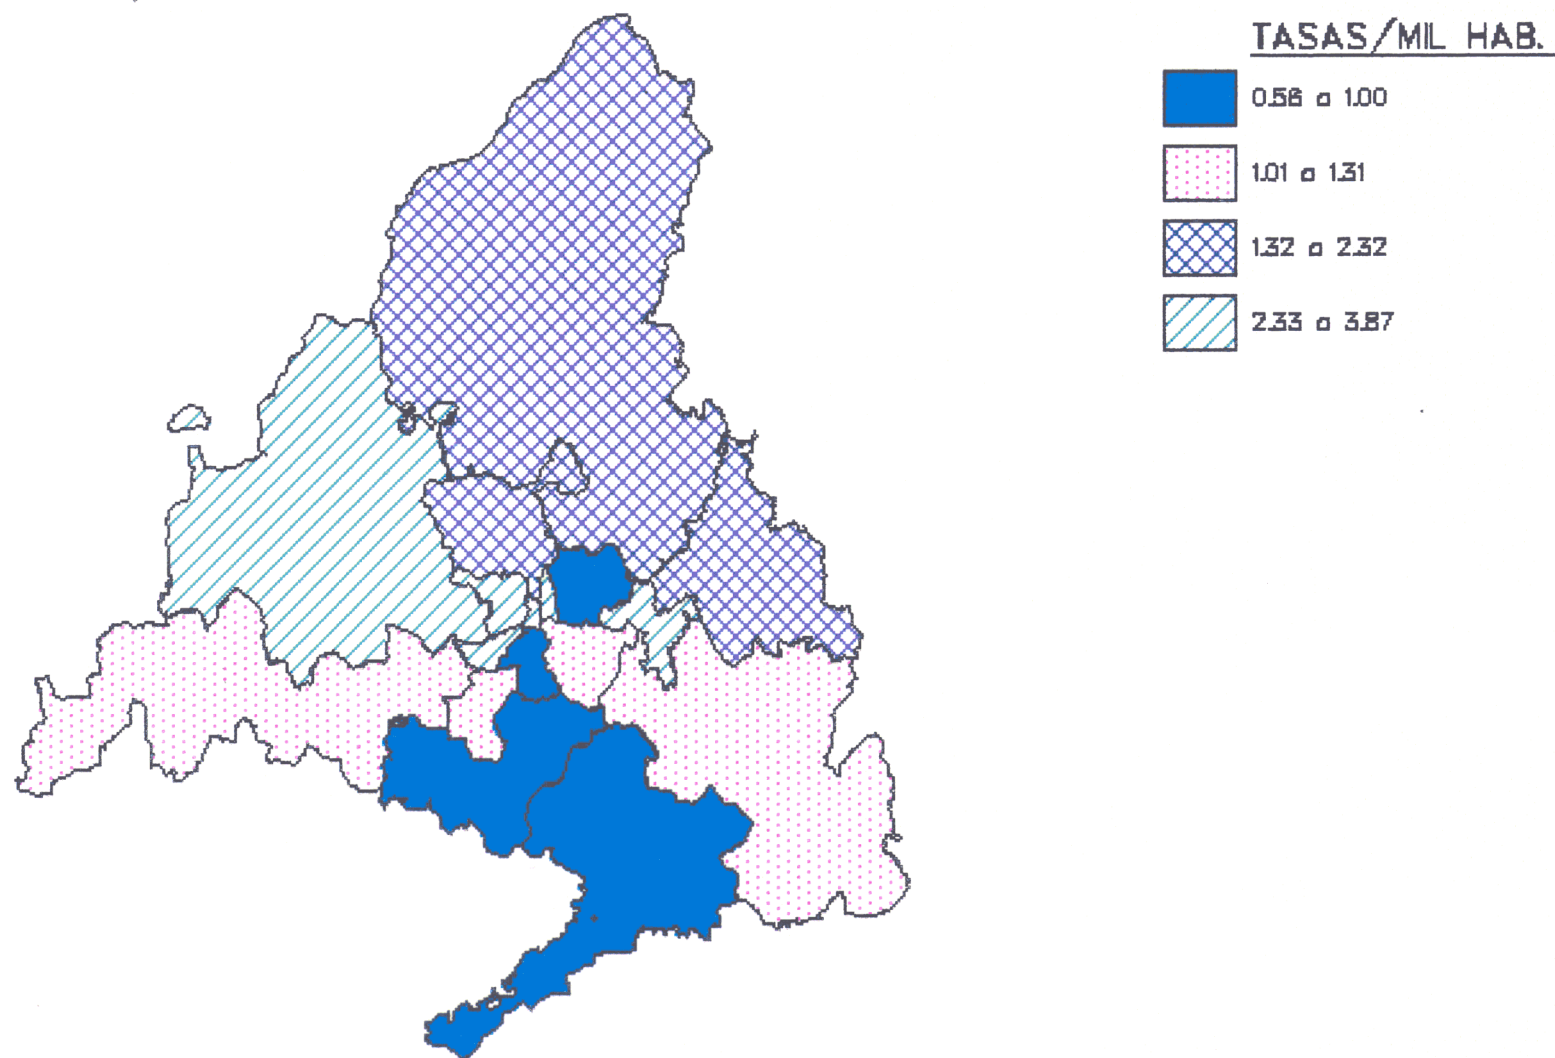 TASAS/MIL HAB.
0.56 a 1.00
1.01 a 1.31
1.32 a 2.32
2.33 a 3.87